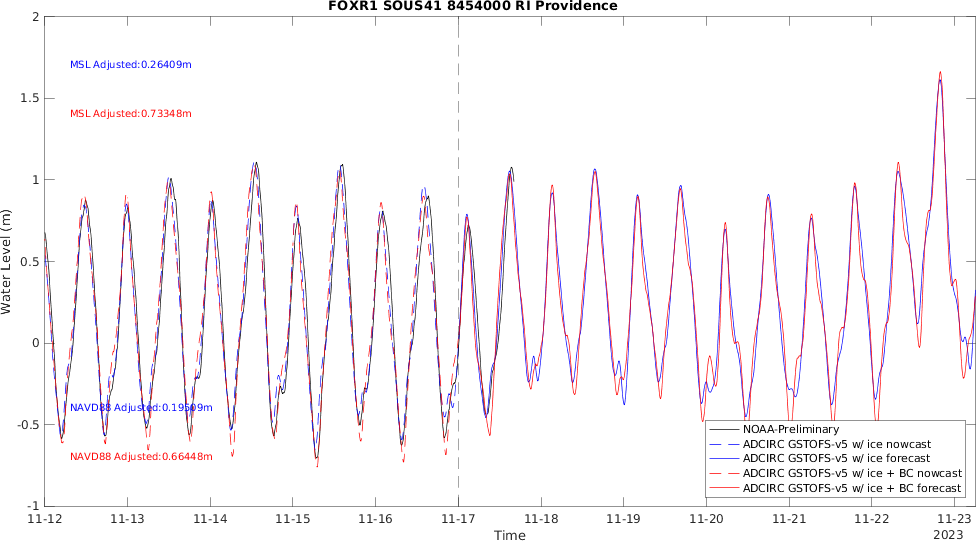 FOXR1 SOUS41 8454000 RI Providence
2
1.5
1
0.5
0
-0.5
-1
Water Level (m)
MSL Adjusted:0.26409m
MSL Adjusted:0.73348m
NAVD88 Adjusted:0.19509m
NAVD88 Adjusted:0.66448m
NOAA-Preliminary
ADCIRC GSTOFS-v5 w/ ice nowcast
ADCIRC GSTOFS-v5 w/ ice forecast
ADCIRC GSTOFS-v5 w/ ice + BC nowcast
ADCIRC GSTOFS-v5 w/ ice + BC forecast
11-12 11-13 11-14 11-15 11-16 11-17 11-18 11-19 11-20 11-21 11-22 11-23
Time
2023